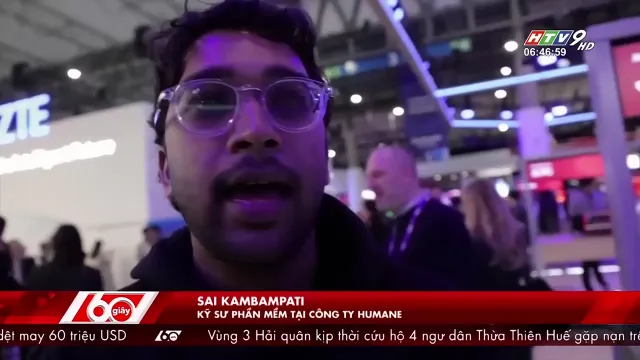 HTV9 HD
06:46:59
ZTE
SAI KAMBAMPATI
KỸ SƯ PHẦN MỀM TẠI CÔNG TY HUMANE
60 giây
dệt may 60 triệu USD 60 giây Vùng 3 Hải quân kịp thời cứu hộ 4 ngư dân Thừa Thiên Huế gặp nạn